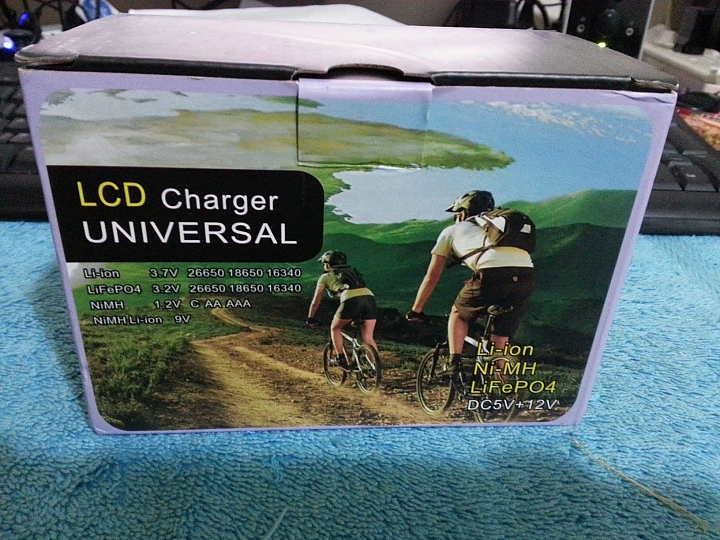 LCD Charger
UNIVERSAL
Li-ion 3.7V 26650 18650 16340
LiFePO4 3.2V 26650 18650 16340
NiMH 1.2V C AA AAA
NiMH Li-ion 9V
Li-ion
Ni-MH
LiFePO4
DC5V+12V